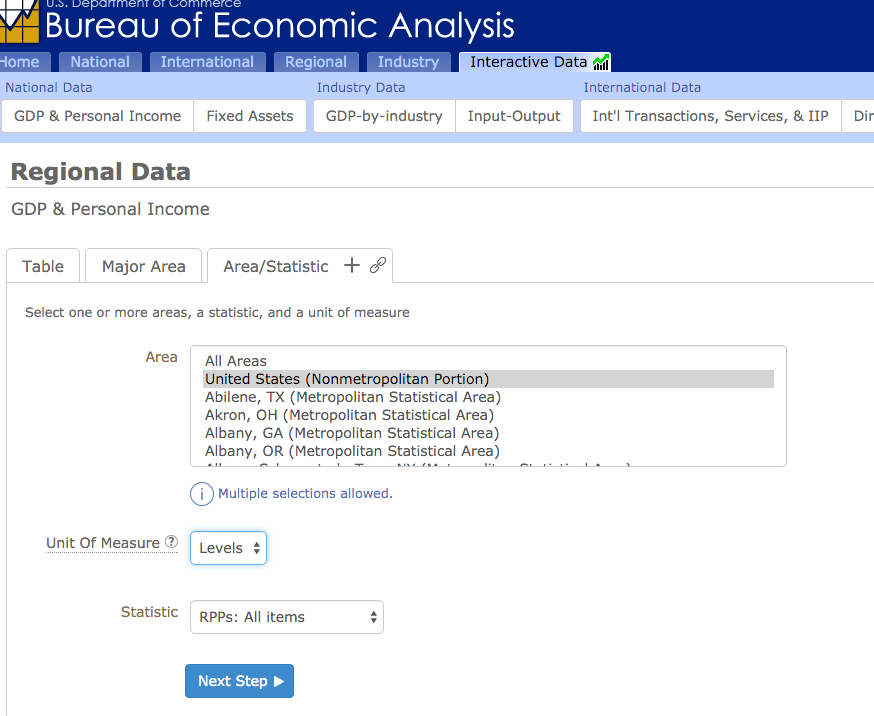 U.S. Department of Commerce
Bureau of Economic Analysis
Home National International Regional Industry Interactive Data
National Data Industry Data International Data
GDP & Personal Income Fixed Assets GDP-by-industry Input-Output Int'l Transactions, Services, & IIP Dir
Regional Data
GDP & Personal Income
Table Major Area Area/Statistic +
Select one or more areas, a statistic, and a unit of measure
Area
All Areas
United States (Nonmetropolitan Portion)
Abilene, TX (Metropolitan Statistical Area)
Akron, OH (Metropolitan Statistical Area)
Albany, GA (Metropolitan Statistical Area)
Albany, OR (Metropolitan Statistical Area)
i Multiple selections allowed.
Unit Of Measure ? Levels
Statistic RPPs: All items
Next Step